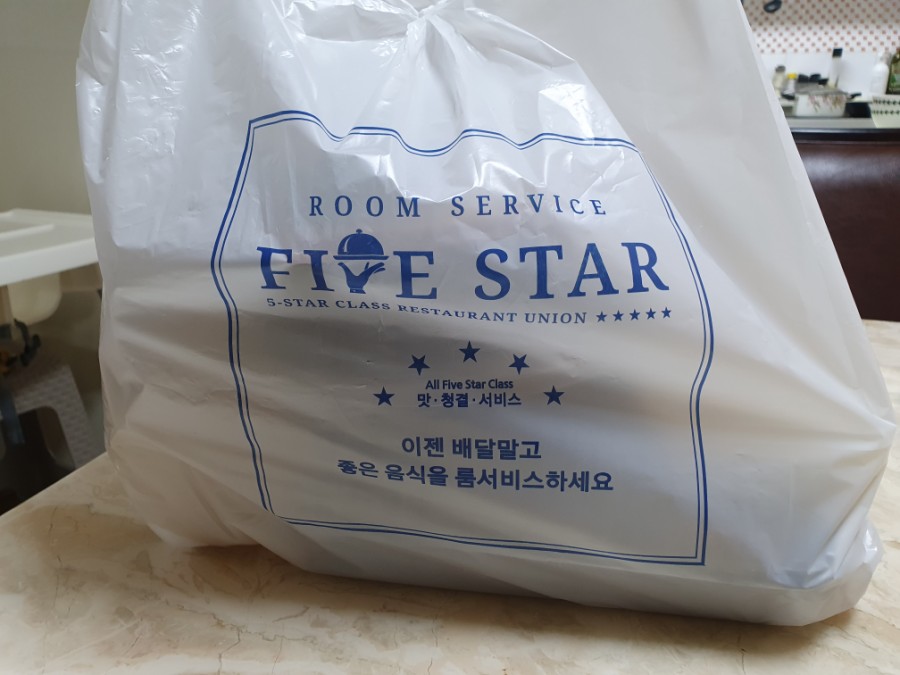 ROOM SERVICE
FIVE STAR
5-STAR CLASS RESTAURANT UNION ★★★★★
All Five Star Class
맛·청결·서비스
이젠 배달말고
좋은 음식을 룸서비스하세요